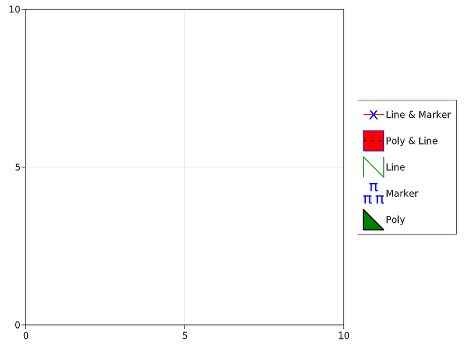 10
5
0
0 5 10
Line & Marker
Poly & Line
Line
π
π π
Marker
Poly